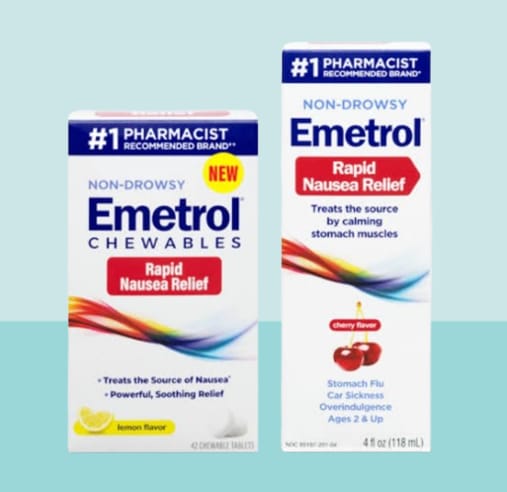 Rapid Nausea Relief
#1 PHARMACIST
RECOMMENDED BRAND**
NEW
NON-DROWSY
Emetrol®
CHEWABLES
Rapid
Nausea Relief
• Treats the Source of Nausea*
• Powerful, Soothing Relief
lemon flavor
42 CHEWABLE TABLETS
#1 PHARMACIST
RECOMMENDED BRAND*
NON-DROWSY
Emetrol®
Rapid
Nausea Relief
Treats the source
by calming
stomach muscles
cherry flavor
Stomach Flu
Car Sickness
Overindulgence
Ages 2 & Up
4 fl oz (118 mL)